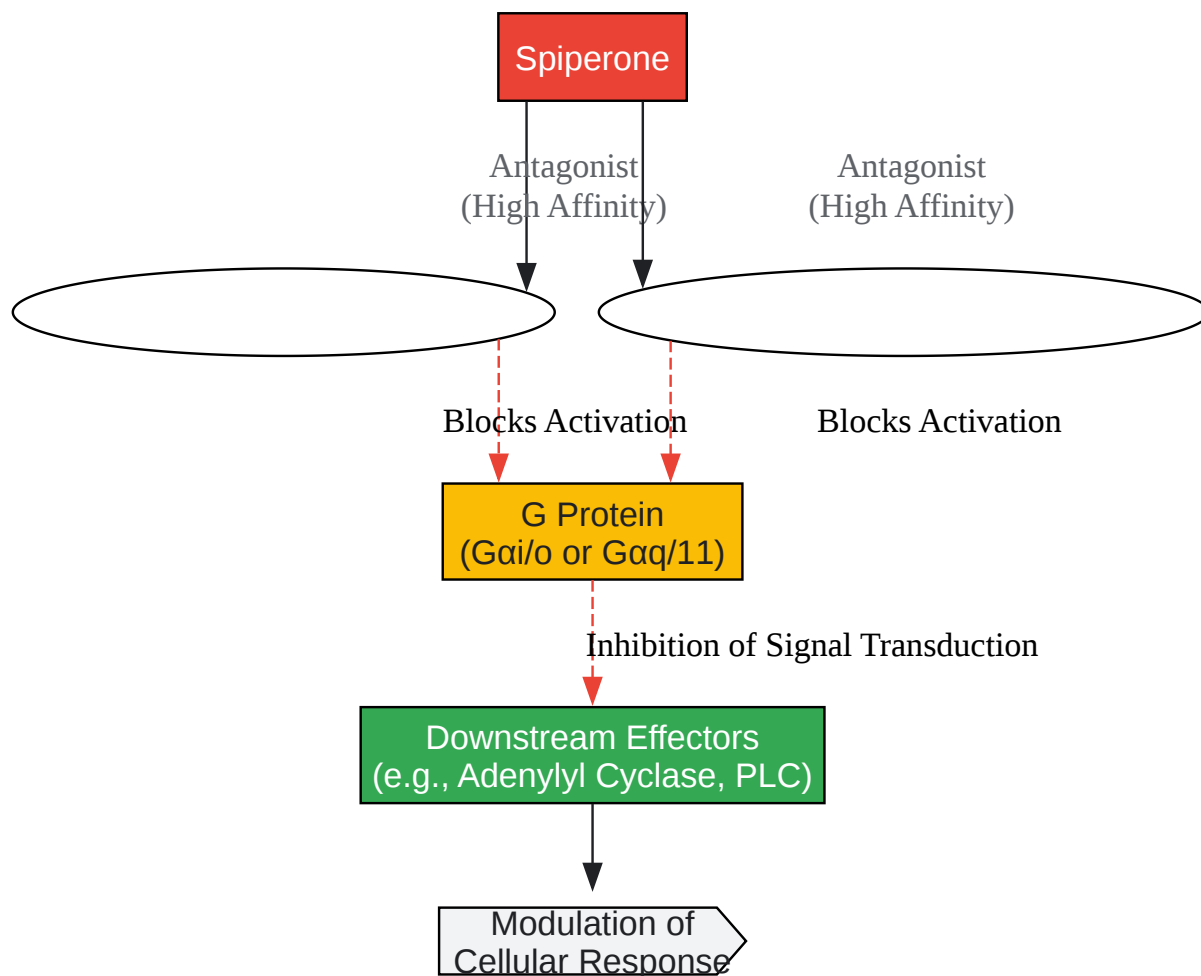 Spiperone
Antagonist
(High Affinity)
Antagonist
(High Affinity)
Blocks Activation
Blocks Activation
G Protein
(Gαi/o or Gαq/11)
Inhibition of Signal Transduction
Downstream Effectors
(e.g., Adenylyl Cyclase, PLC)
Modulation of
Cellular Response